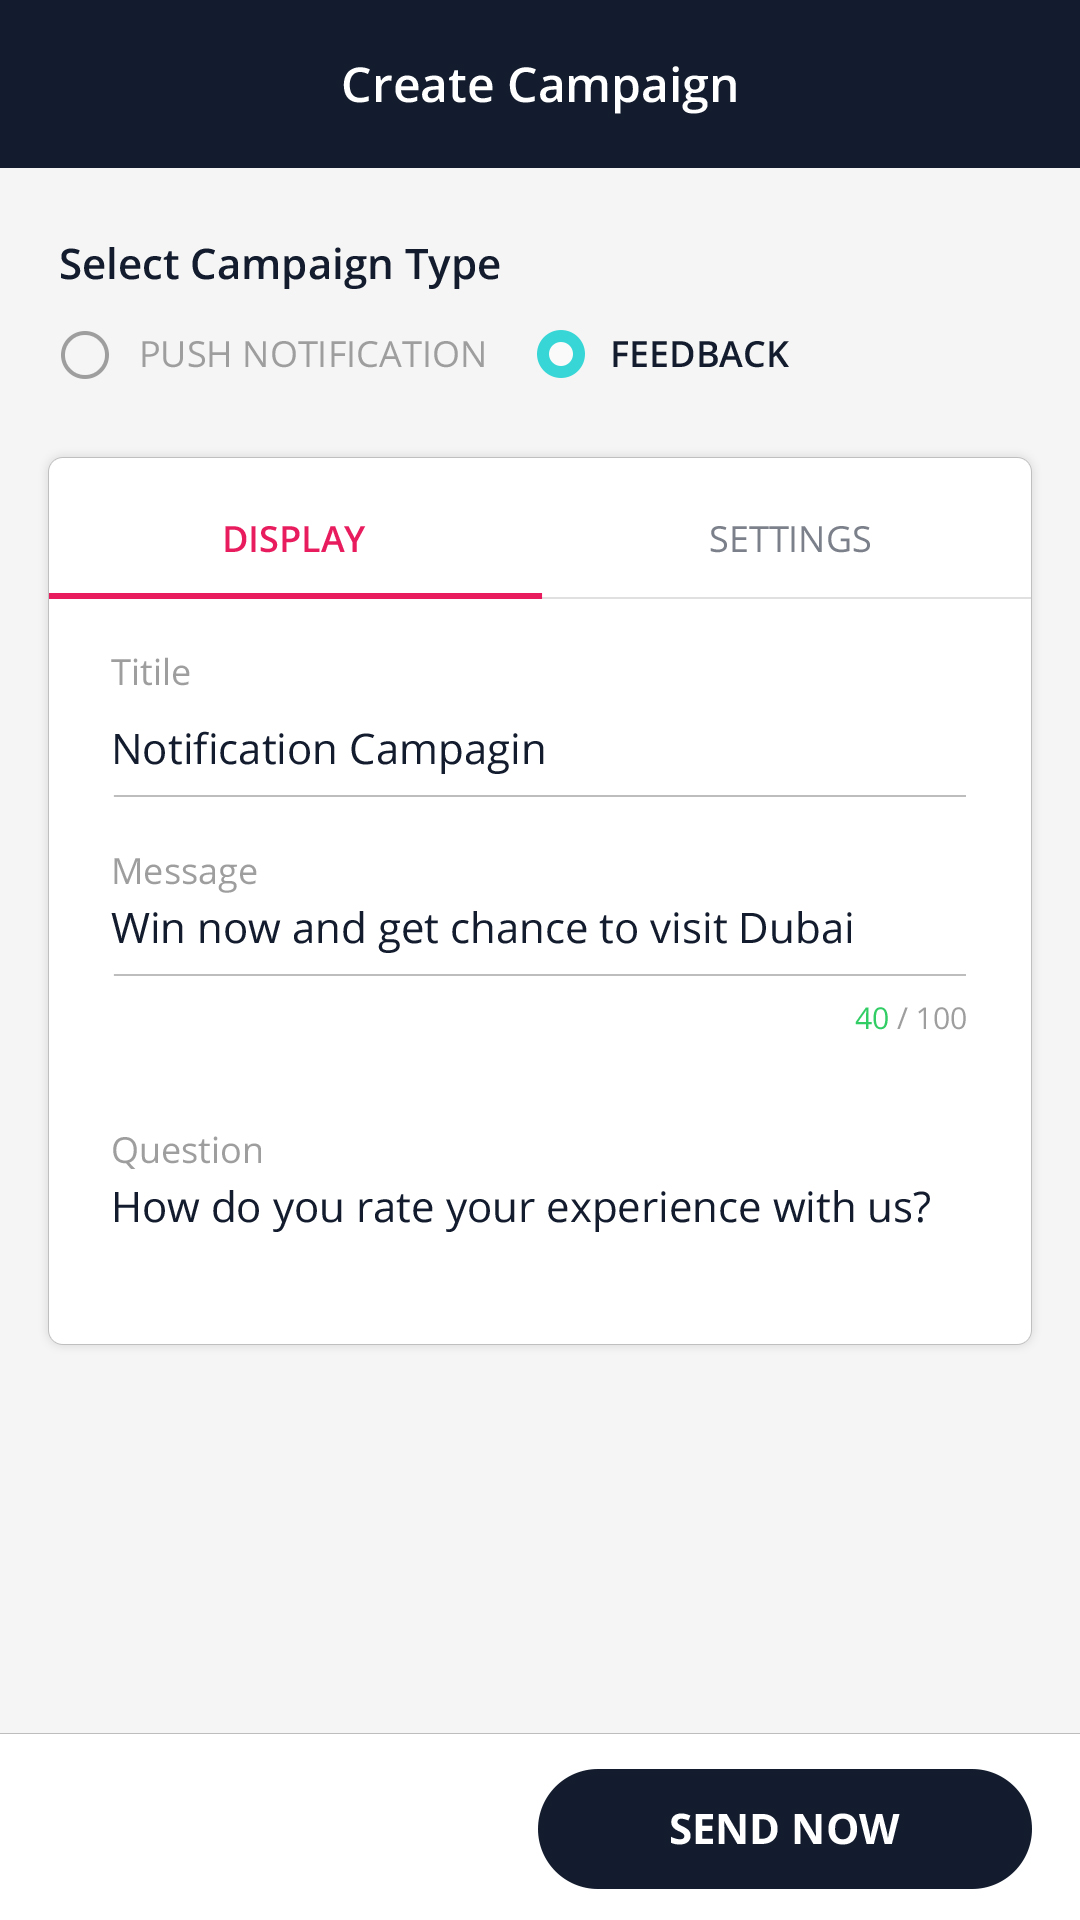 Create Campaign
Select Campaign Type
PUSH NOTIFICATION FEEDBACK
DISPLAY SETTINGS
Titile
Notification Campagin
Message
Win now and get chance to visit Dubai
40 / 100
Question
How do you rate your experience with us?
SEND NOW